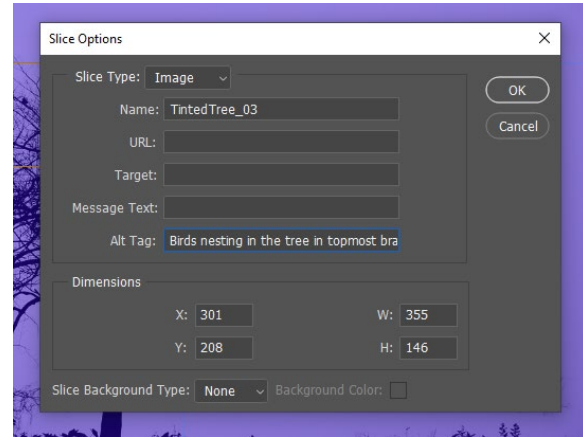 Slice Options
Slice Type: Image
Name: TintedTree_03
URL:
Target:
Message Text:
Alt Tag: Birds nesting in the tree in topmost bra
OK
Cancel
Dimensions
X: 301 W: 355
Y: 208 H: 146
Slice Background Type: None Background Color: